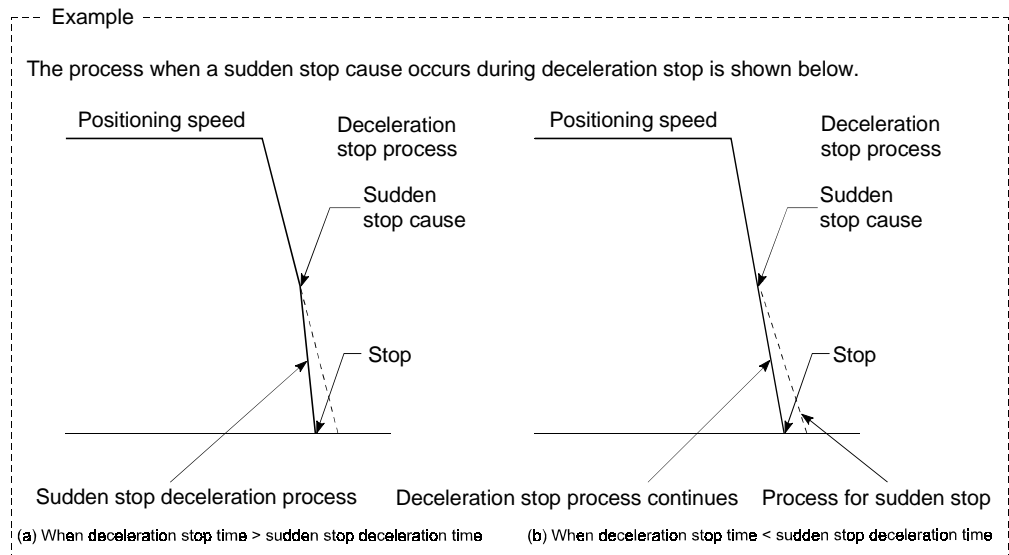 Example
The process when a sudden stop cause occurs during deceleration stop is shown below.
Positioning speed
Deceleration
stop process
Sudden
stop cause
Stop
Sudden stop deceleration process
(a) When deceleration stop time > sudden stop deceleration time
Positioning speed
Deceleration
stop process
Sudden
stop cause
Stop
Deceleration stop process continues
Process for sudden stop
(b) When deceleration stop time < sudden stop deceleration time